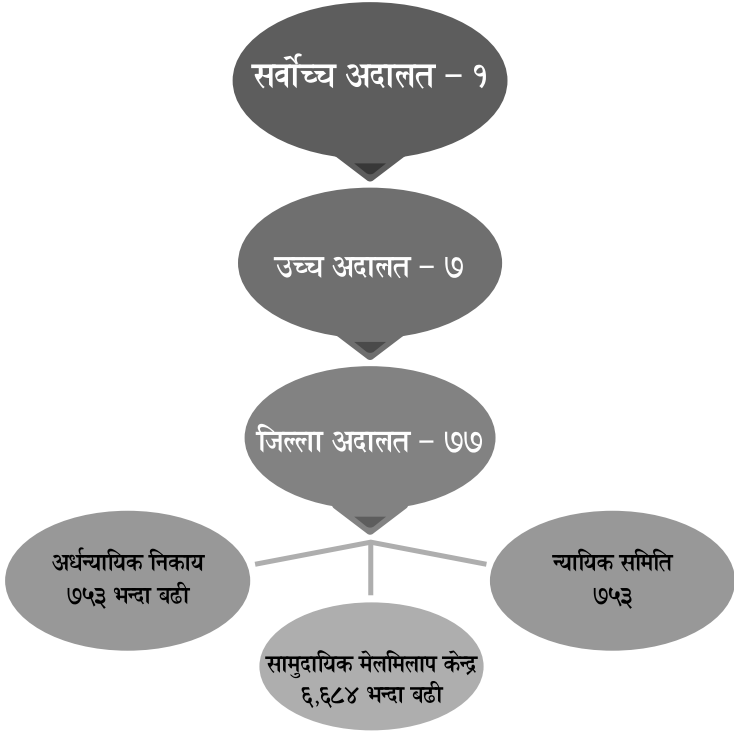 सर्वोच्च अदालत – १
उच्च अदालत – ७
जिल्ला अदालत – ७७
अर्धन्यायिक निकाय
७५३ भन्दा बढी
न्यायिक समिति
७५३
सामुदायिक मेलमिलाप केन्द्र
६,६८४ भन्दा बढी